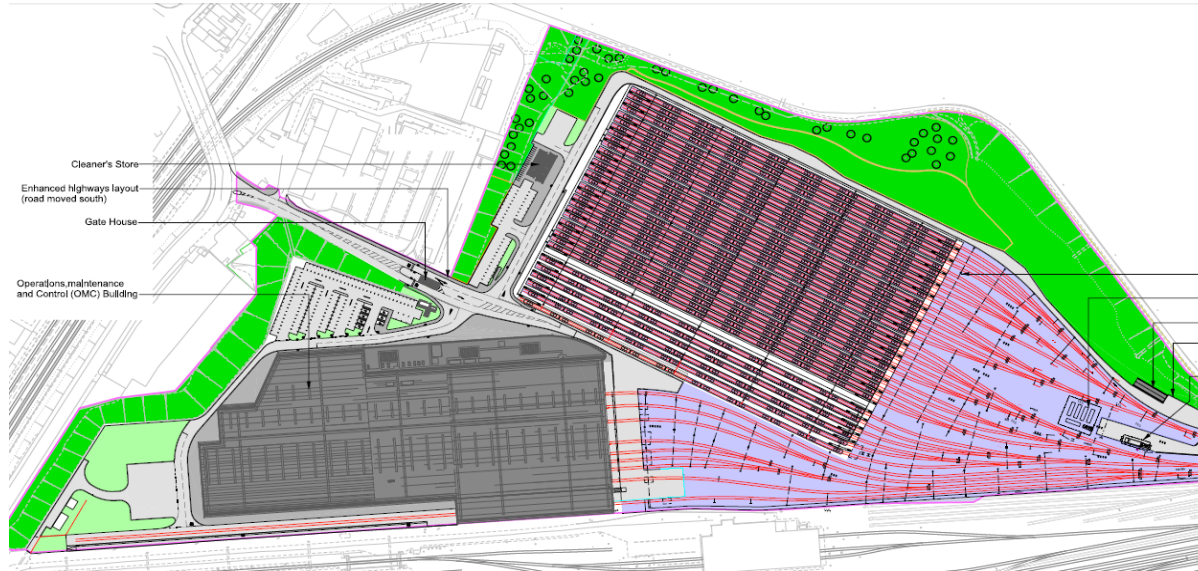 Cleaner's Store
Enhanced highways layout
(road moved south)
Gate House
Operations,maintenance
and Control (OMC) Building